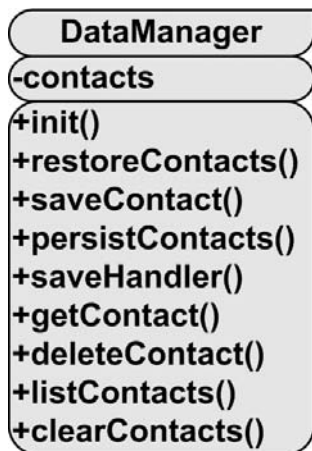 DataManager
-contacts
+init()
+restoreContacts()
+saveContact()
+persistContacts()
+saveHandler()
+getContact()
+deleteContact()
+listContacts()
+clearContacts()